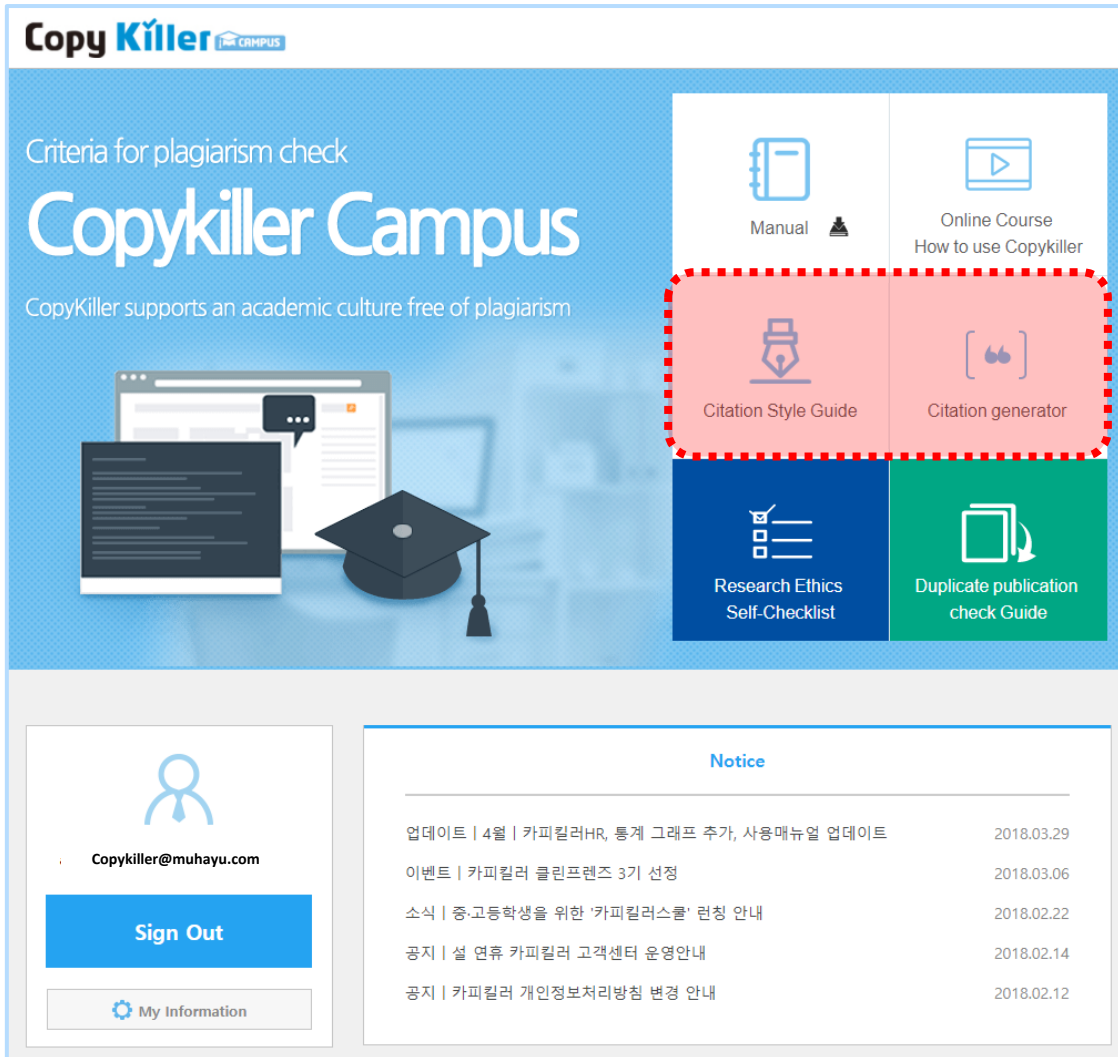 Copy Killer CAMPUS
Criteria for plagiarism check
Copykiller Campus
CopyKiller supports an academic culture free of plagiarism
Manual
Online Course
How to use Copykiller
Citation Style Guide
Citation generator
Research Ethics
Self-Checklist
Duplicate publication
check Guide
Copykiller@muhayu.com
Sign Out
My Information
Notice
업데이트 | 4월 | 카피킬러HR, 통계 그래프 추가, 사용매뉴얼 업데이트 2018.03.29
이벤트 | 카피킬러 클린프렌즈 3기 선정 2018.03.06
소식 | 중·고등학생을 위한 '카피킬러스쿨' 런칭 안내 2018.02.22
공지 | 설 연휴 카피킬러 고객센터 운영안내 2018.02.14
공지 | 카피킬러 개인정보처리방침 변경 안내 2018.02.12